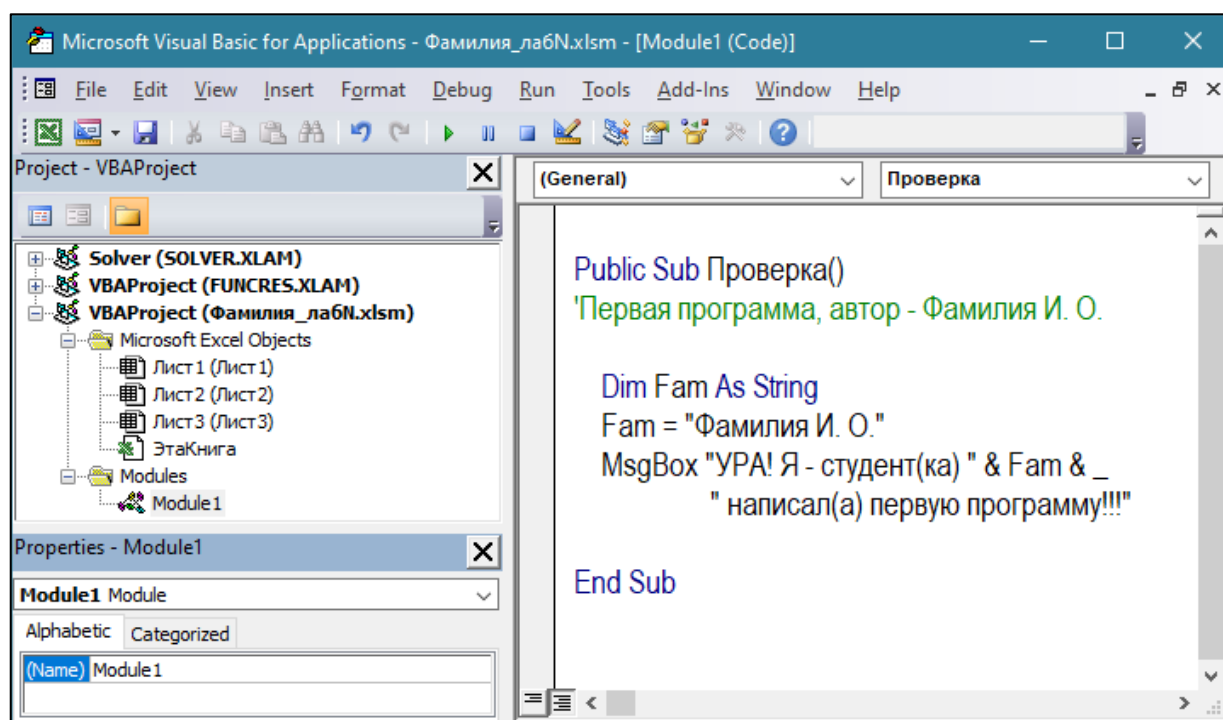 Microsoft Visual Basic for Applications - Фамилия_лабN.xlsm - [Module1 (Code)]
File Edit View Insert Format Debug Run Tools Add-Ins Window Help
Project - VBAProject
Solver (SOLVER.XLAM)
VBAProject (FUNCRES.XLAM)
VBAProject (Фамилия_лабN.xlsm)
Microsoft Excel Objects
Лист1 (Лист1)
Лист2 (Лист2)
Лист3 (Лист3)
ЭтаКнига
Modules
Module1
Properties - Module1
Module1 Module
Alphabetic Categorized
(Name) Module1
(General) Проверка
Public Sub Проверка()
'Первая программа, автор - Фамилия И. О.
Dim Fam As String
Fam = "Фамилия И. О."
MsgBox "УРА! Я - студент(ка) " & Fam & _
" написал(а) первую программу!!!"
End Sub